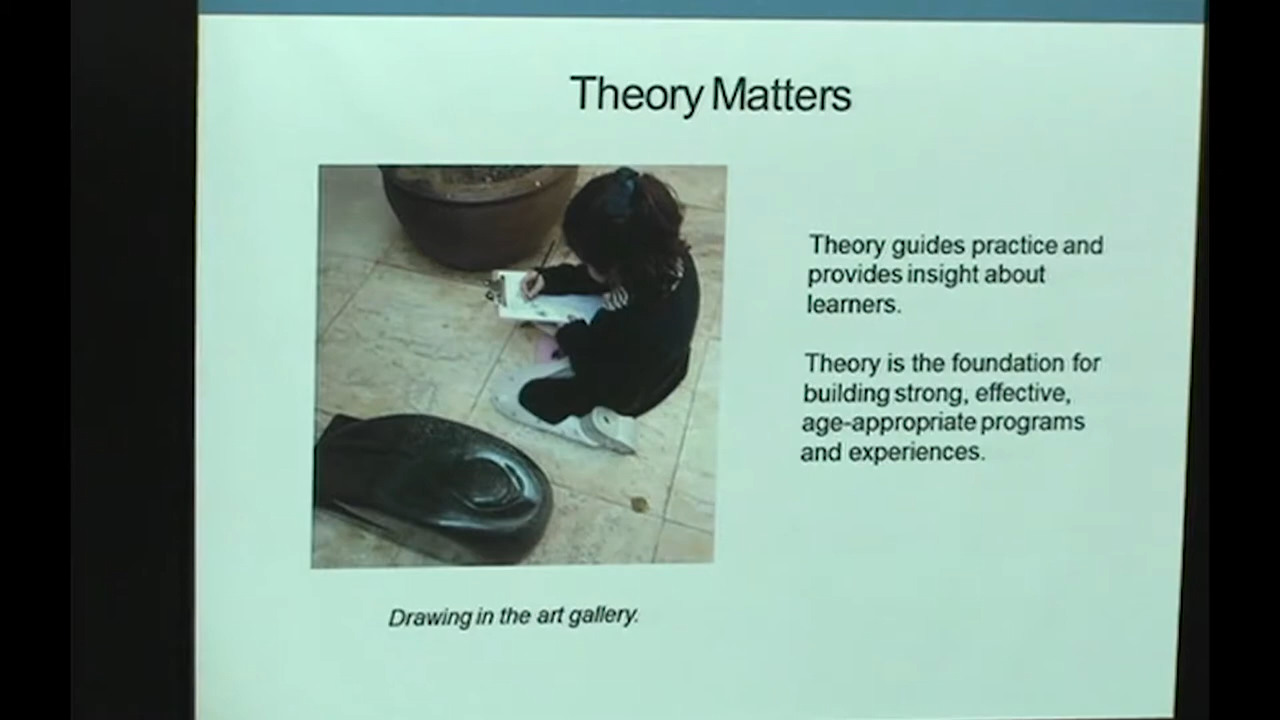 Theory Matters
Theory guides practice and
provides insight about
learners.
Theory is the foundation for
building strong, effective,
age-appropriate programs
and experiences.
Drawing in the art gallery.